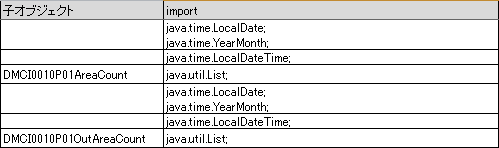 子オブジェクト import
java.time.LocalDate;
java.time.YearMonth;
java.time.LocalDateTime;
DMCI0010P01AreaCount java.util.List;
java.time.LocalDate;
java.time.YearMonth;
java.time.LocalDateTime;
DMCI0010P01OutAreaCount java.util.List;